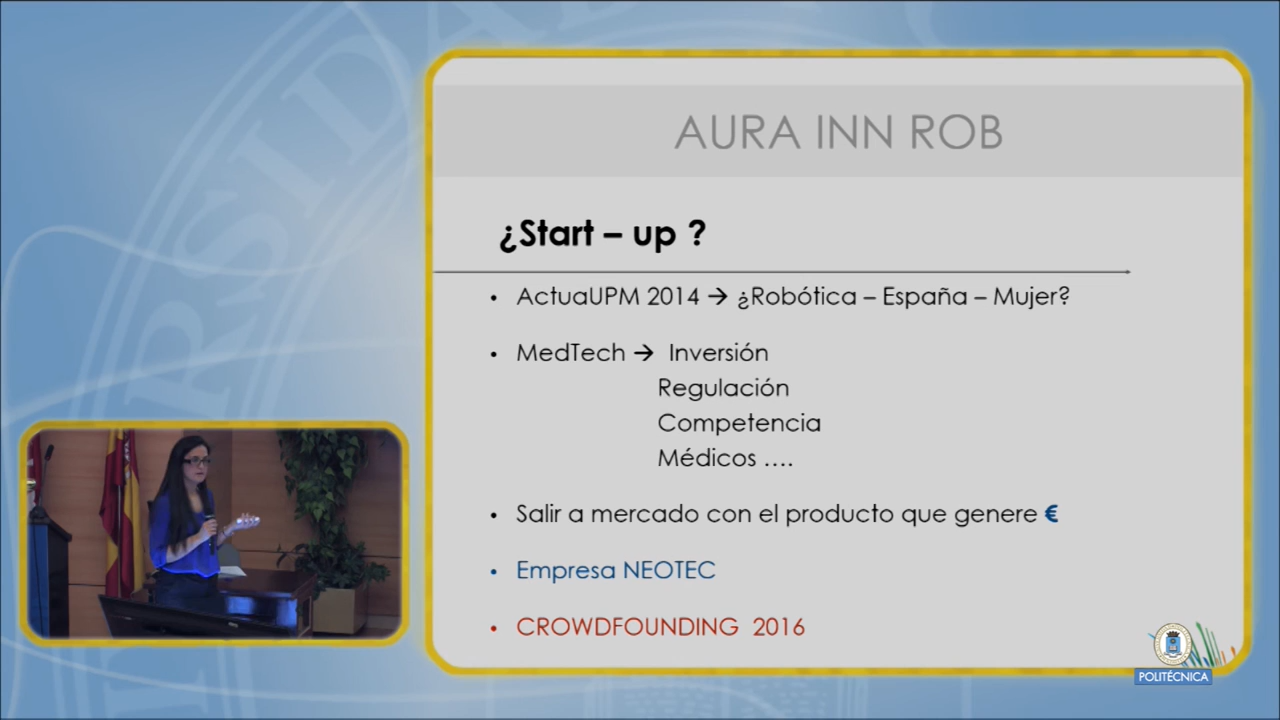 AURA INN ROB
¿Start – up ?
• ActuaUPM 2014 → ¿Robótica – España – Mujer?
• MedTech → Inversión
Regulación
Competencia
Médicos ....
• Salir a mercado con el producto que genere €
• Empresa NEOTEC
• CROWDFOUNDING 2016
POLITÉCNICA